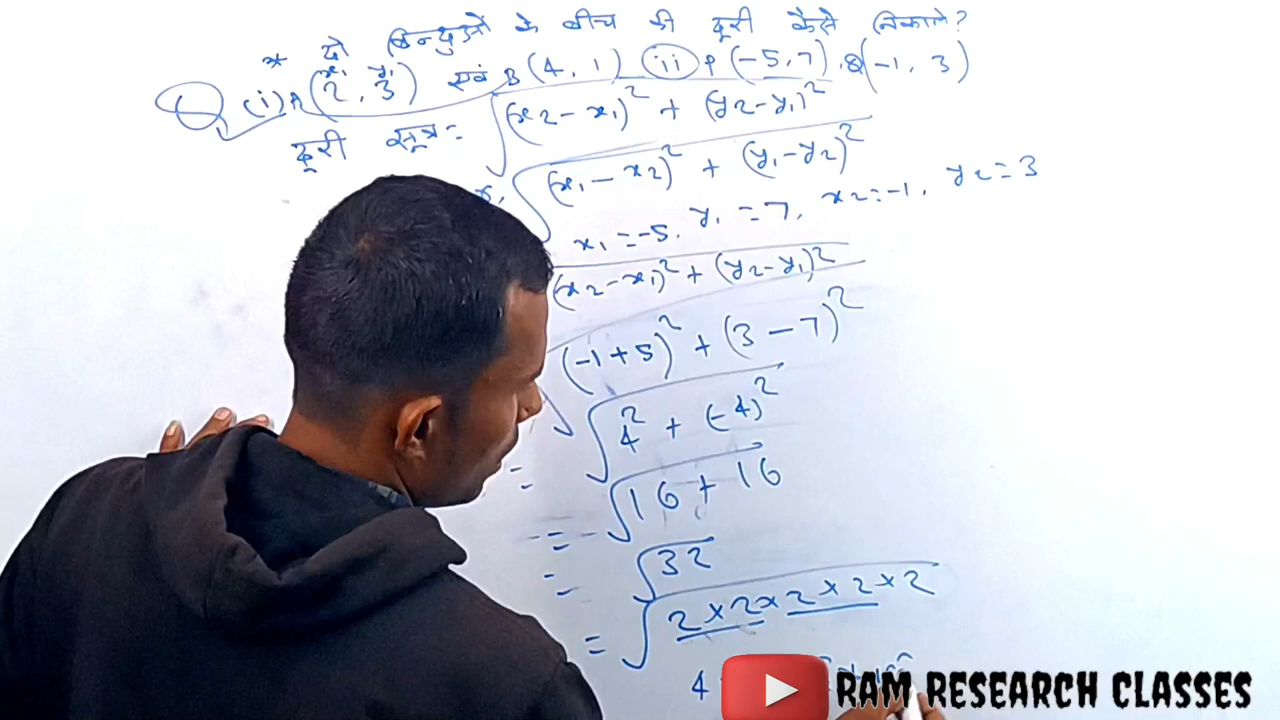 * दो बिन्दुओं के बीच की दूरी कैसे निकाले?
(i) A(2, 3) एवं B(4, 1) (ii) P(-5, 7), Q(-1, 3)
x₁ y₁
दूरी सूत्र = √(x₂-x₁)² + (y₂-y₁)²
√(x₁-x₂)² + (y₁-y₂)²
x₁ = -5, y₁ = 7, x₂ = -1, y₂ = 3
(x₂-x₁)² + (y₂-y₁)²
√(-1+5)² + (3-7)²
= √4² + (-4)²
= √16 + 16
= √32
= √2×2×2×2×2
4
RAM RESEARCH CLASSES